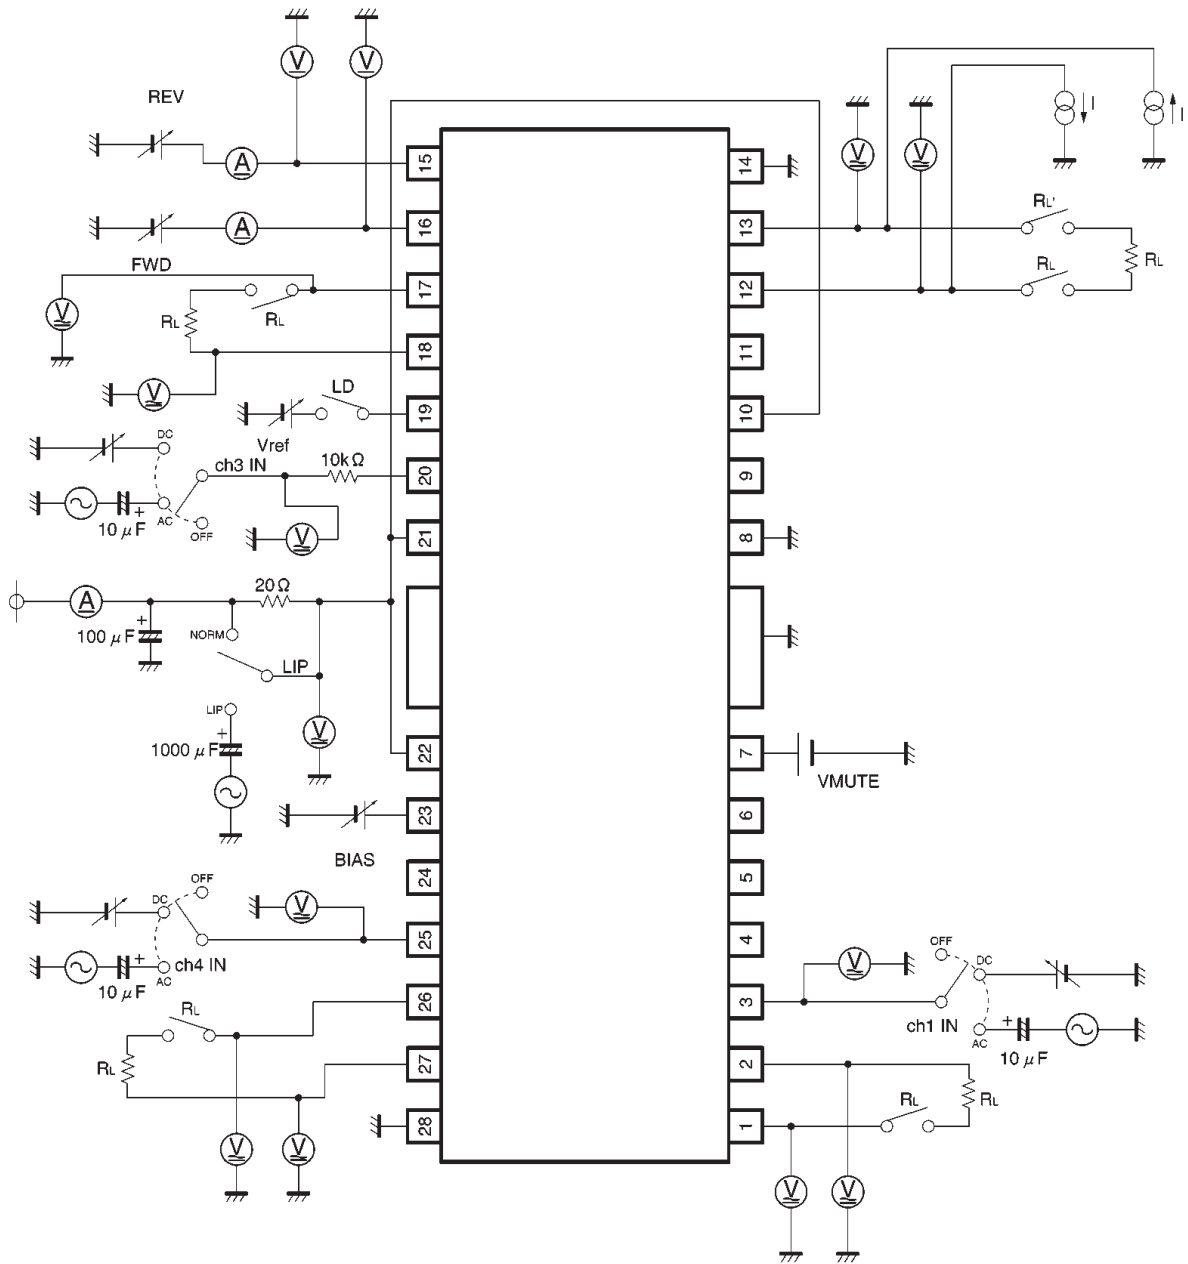 V
V
REV
I
I
A
V
V
15
14
RL'
A
16
13
FWD
RL
17
12
RL
V
RL
RL
18
11
V
LD
19
10
DC
Vref
ch3 IN
10kΩ
20
9
10 μF
+
AC
OFF
V
21
8
20Ω
A
+
100 μF
NORM
LIP
LIP
+
1000 μF
V
22
7
VMUTE
23
6
BIAS
OFF
24
5
DC
V
25
4
+
ch4 IN
10 μF
AC
OFF
V
DC
26
3
RL
ch1 IN
+
AC
10 μF
27
2
RL
RL
RL
28
1
V
V
V
V